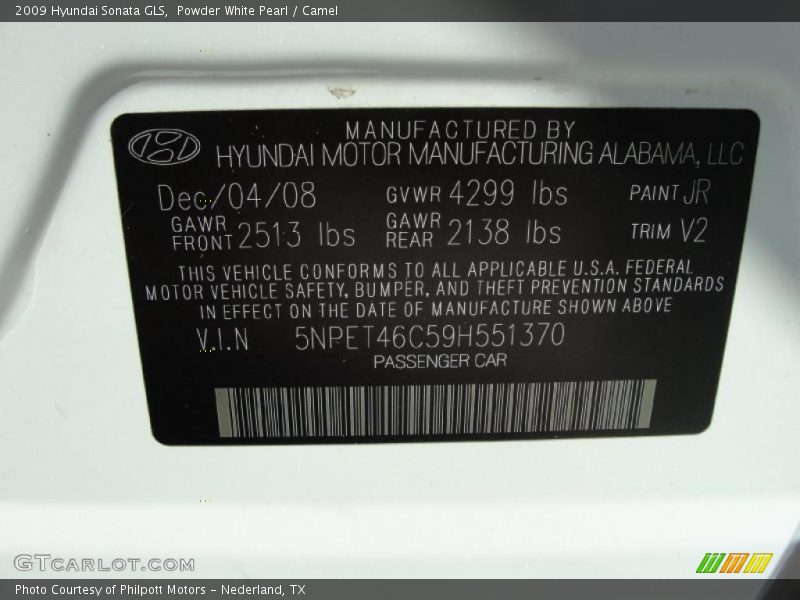 2009 Hyundai Sonata GLS, Powder White Pearl / Camel
MANUFACTURED BY
HYUNDAI MOTOR MANUFACTURING ALABAMA, LLC
Dec/04/08 GVWR 4299 lbs PAINT JR
GAWR FRONT 2513 lbs GAWR REAR 2138 lbs TRIM V2
THIS VEHICLE CONFORMS TO ALL APPLICABLE U.S.A. FEDERAL
MOTOR VEHICLE SAFETY, BUMPER, AND THEFT PREVENTION STANDARDS
IN EFFECT ON THE DATE OF MANUFACTURE SHOWN ABOVE
V.I.N 5NPET46C59H551370
PASSENGER CAR
GTCARLOT.COM
Photo Courtesy of Philpott Motors - Nederland, TX